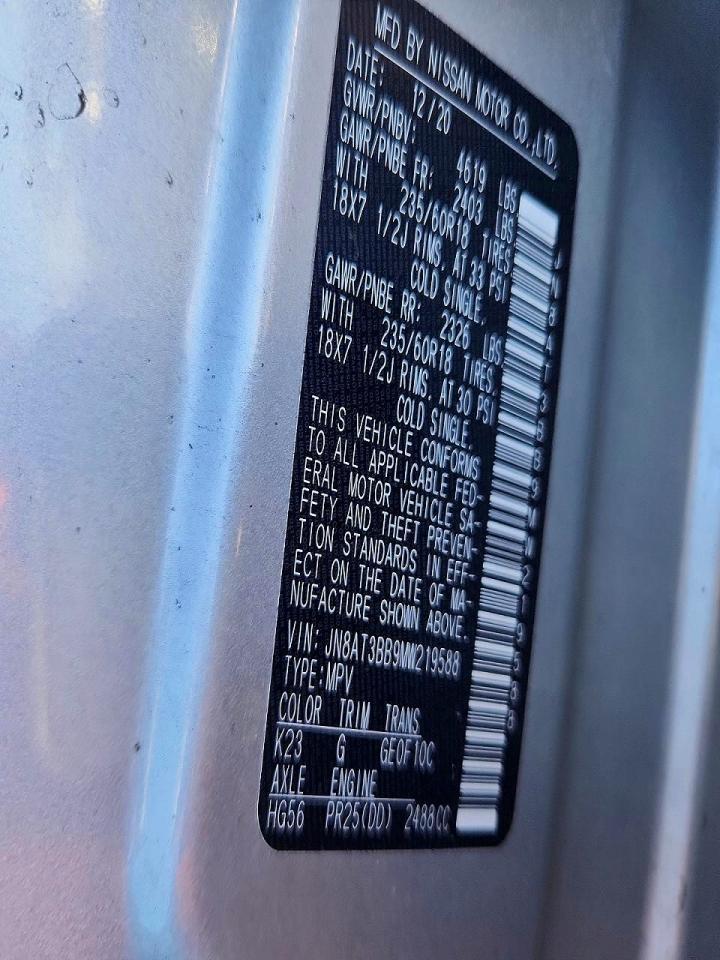 MFD BY NISSAN MOTOR CO.,LTD.
DATE: 12/20
GVWR/PNBV: 4619 LBS
GAWR/PNBE FR: 2403 LBS
WITH 235/60R18 TIRES
18X7 1/2J RIMS. AT 33 PSI
COLD SINGLE.
GAWR/PNBE RR: 2326 LBS
WITH 235/60R18 TIRES
18X7 1/2J RIMS. AT 30 PSI
COLD SINGLE.
THIS VEHICLE CONFORMS
TO ALL APPLICABLE FED-
ERAL MOTOR VEHICLE SA-
FETY AND THEFT PREVEN-
TION STANDARDS IN EFF-
ECT ON THE DATE OF MA-
NUFACTURE SHOWN ABOVE.
VIN: JN8AT3BB9MW219588
TYPE:MPV
COLOR TRIM TRANS
K23 G GE0F10C
AXLE ENGINE
HG56 PR25(DD) 2488CC
JN8AT3BB9MW219588